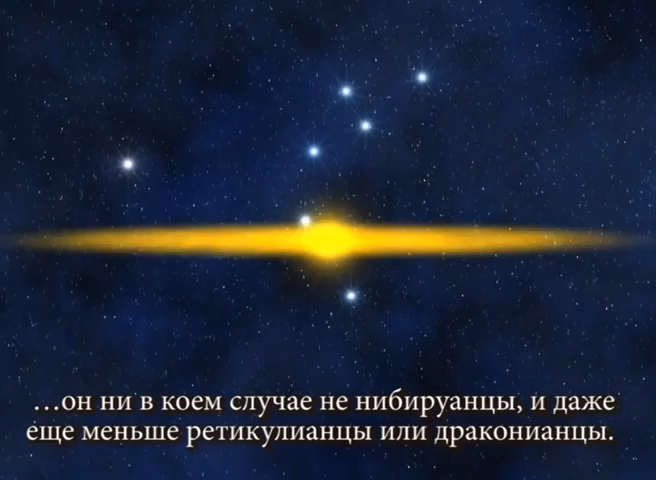 …он ни в коем случае не нибируанцы, и даже
еще меньше ретикулианцы или драконианцы.